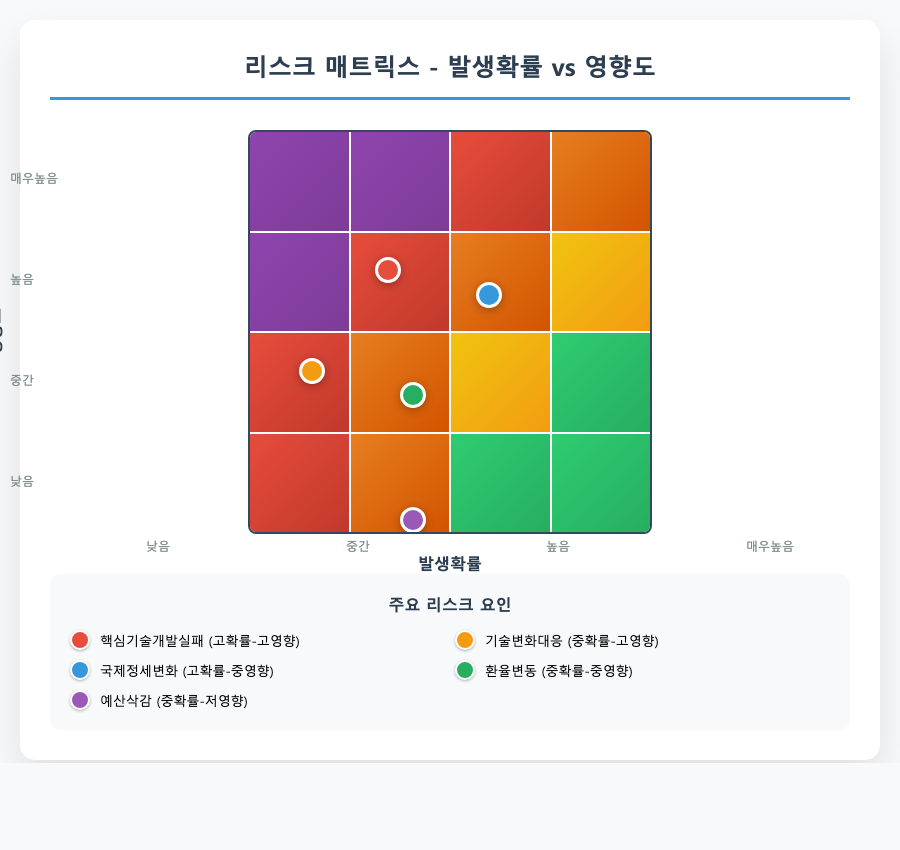 리스크 매트릭스 - 발생확률 vs 영향도
매우높음
높음
중간
낮음
낮음
중간
높음
매우높음
발생확률
주요 리스크 요인
핵심기술개발실패 (고확률-고영향)
기술변화대응 (중확률-고영향)
국제정세변화 (고확률-중영향)
환율변동 (중확률-중영향)
예산삭감 (중확률-저영향)